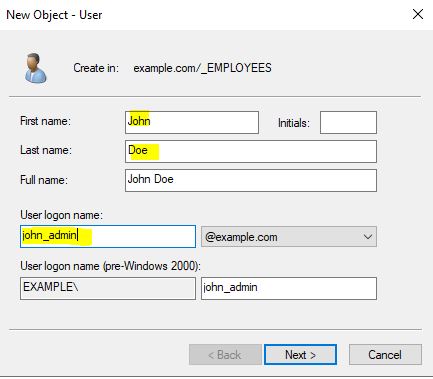 New Object - User
Create in: example.com/_EMPLOYEES
First name: John Initials:
Last name: Doe
Full name: John Doe
User logon name:
john_admin @example.com
User logon name (pre-Windows 2000):
EXAMPLE\ john_admin
< Back Next > Cancel